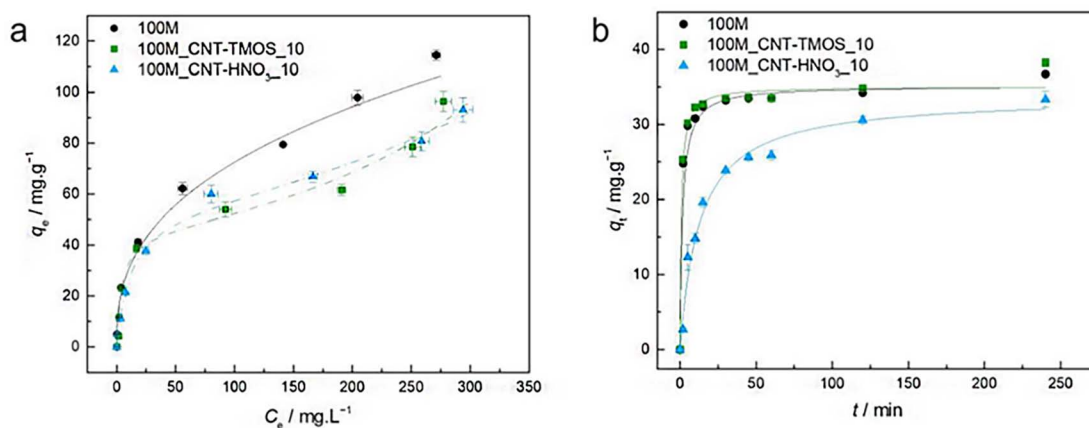 a
100M
100M_CNT-TMOS_10
100M_CNT-HNO₃_10
120
100
80
60
40
20
0
qₑ / mg.g⁻¹
0 50 100 150 200 250 300 350
Cₑ / mg.L⁻¹
b
100M
100M_CNT-TMOS_10
100M_CNT-HNO₃_10
40
30
20
10
0
qₜ / mg.g⁻¹
0 50 100 150 200 250
t / min